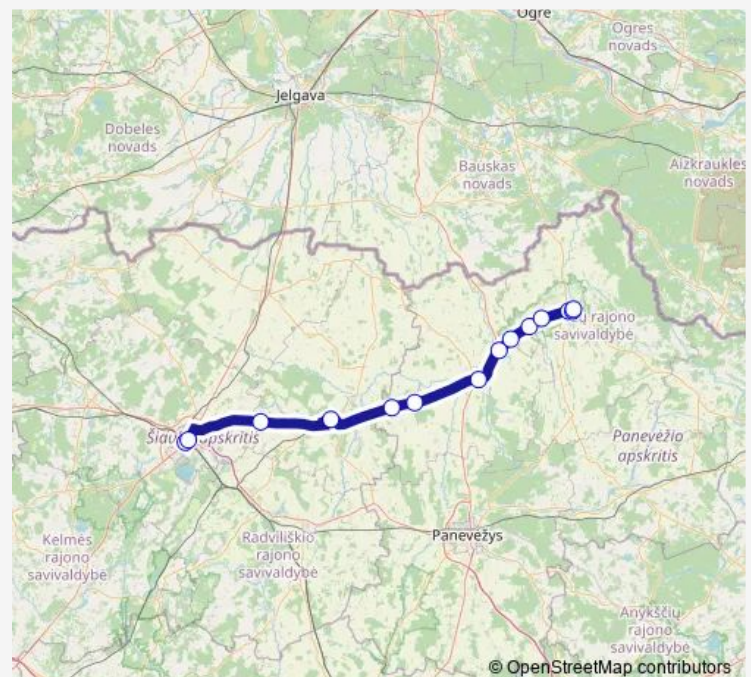 Ogre
Ogres
novads
Jelgava
Dobeles
novads
Bauskas
novads
Aizkraukles
novads
rajono
savivaldybė
apskritis
Panevėžio
apskritis
Kelmės
rajono
savivaldybė
Radviliškio
rajono
savivaldybė
Panevėžys
Anykščių
rajono
savivaldybė
© OpenStreetMap contributors